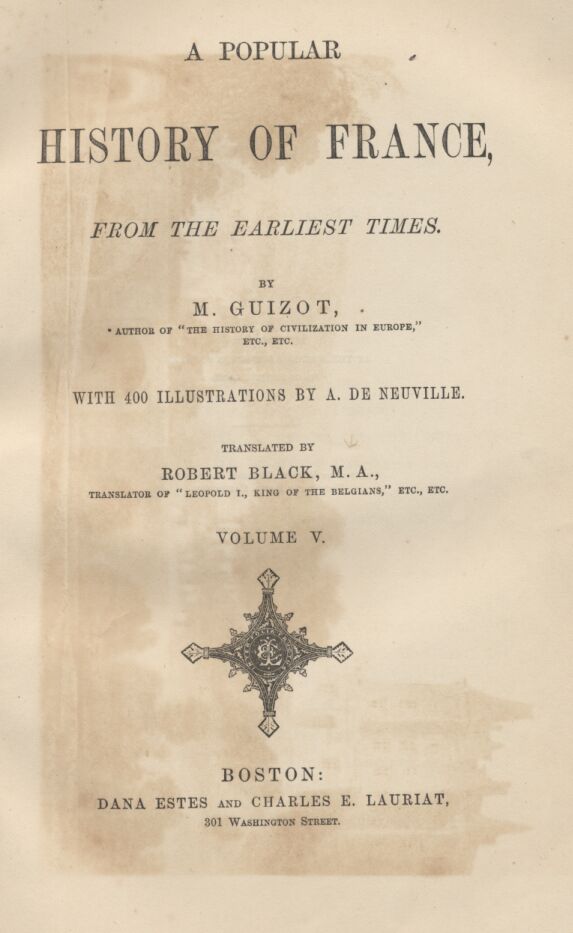 A POPULAR
HISTORY OF FRANCE,
FROM THE EARLIEST TIMES.
BY
M. GUIZOT,
AUTHOR OF "THE HISTORY OF CIVILIZATION IN EUROPE,"
ETC., ETC.
WITH 400 ILLUSTRATIONS BY A. DE NEUVILLE.
TRANSLATED BY
ROBERT BLACK, M. A.,
TRANSLATOR OF "LEOPOLD I., KING OF THE BELGIANS," ETC., ETC.
VOLUME V.
BOSTON:
DANA ESTES AND CHARLES E. LAURIAT,
301 WASHINGTON STREET.